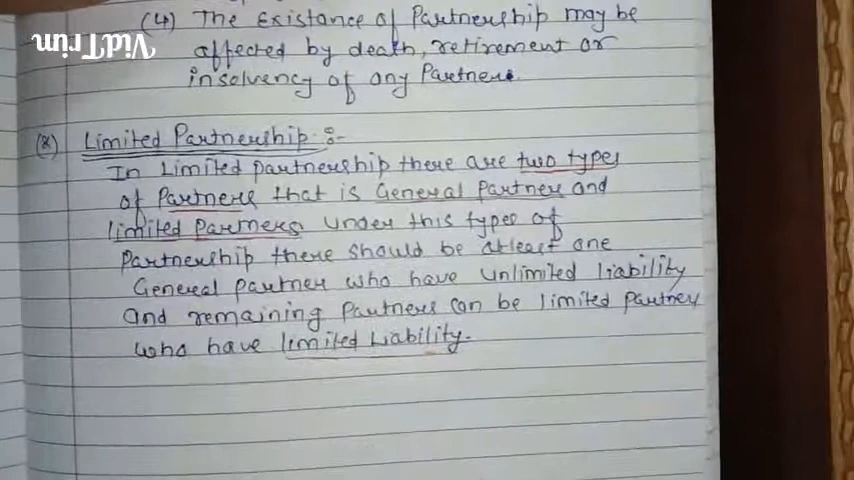 VidTrim
(4) The Existance of Partnership may be
affected by death, retirement or
insolvency of any Partner.
(*) Limited Partnership :-
In Limited partnership there are two types
of Partners that is General Partner and
limited Partners. Under this types of
Partnership there should be atleast one
General partner who have unlimited liability
and remaining Partners can be limited Partner
who have limited Liability.